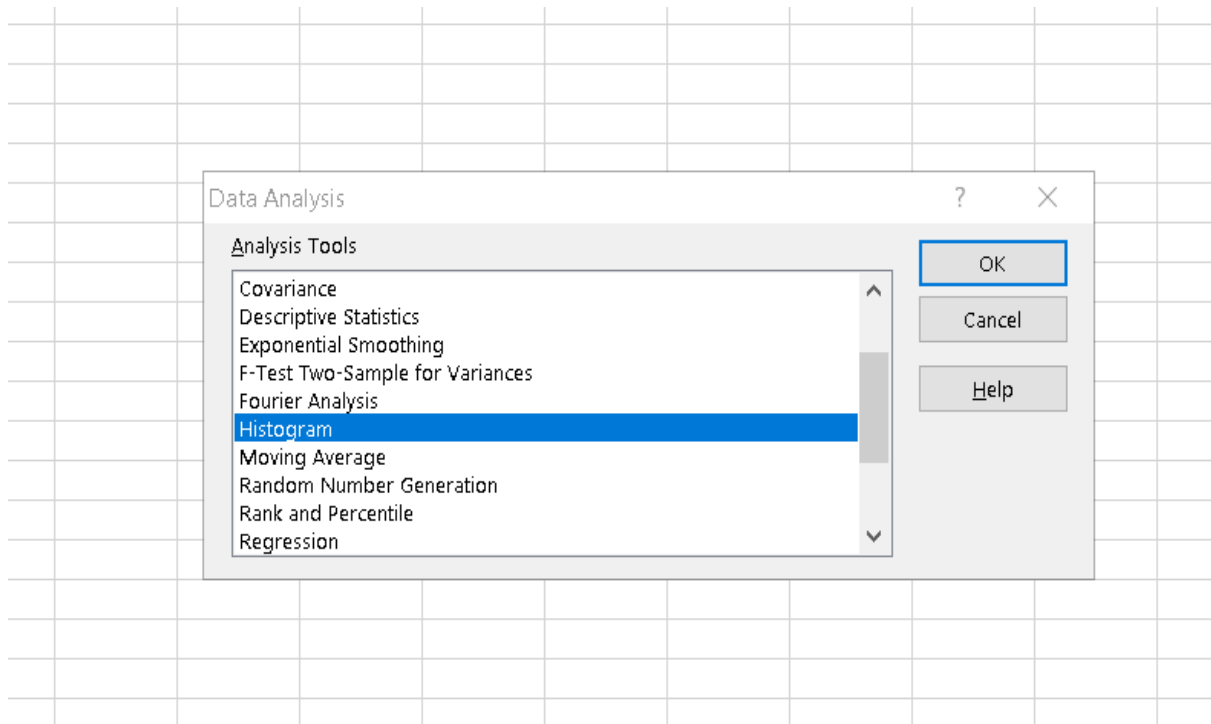 Data Analysis ?
Analysis Tools
Covariance
Descriptive Statistics
Exponential Smoothing
F-Test Two-Sample for Variances
Fourier Analysis
Histogram
Moving Average
Random Number Generation
Rank and Percentile
Regression
OK
Cancel
Help